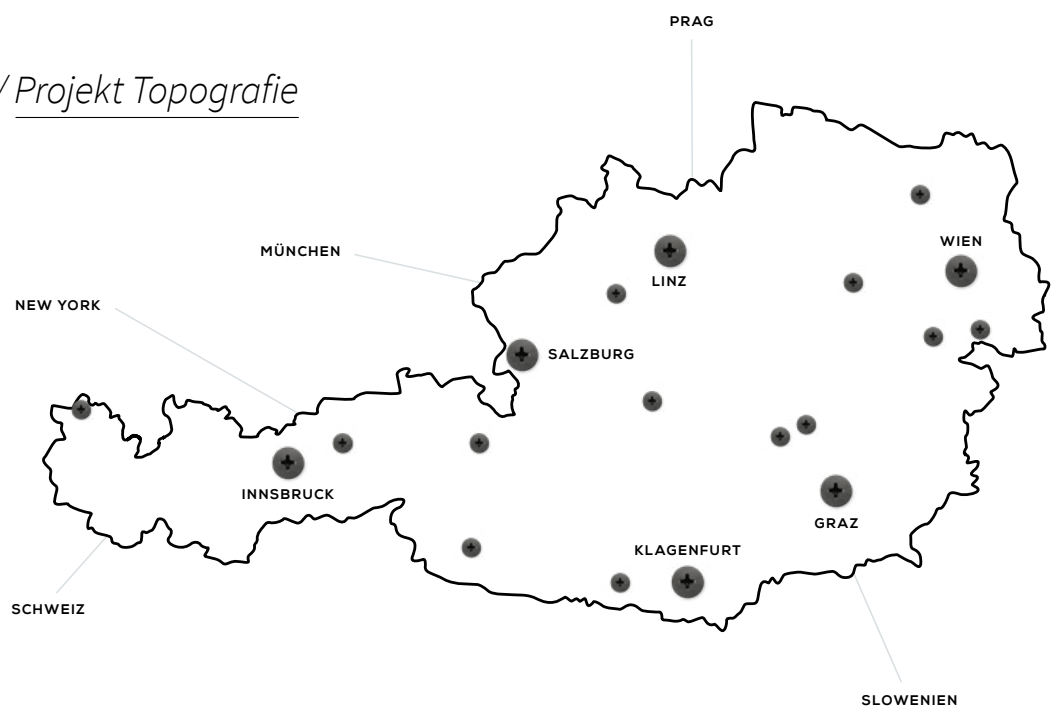 / Projekt Topografie
PRAG
MÜNCHEN
WIEN
LINZ
NEW YORK
SALZBURG
INNSBRUCK
GRAZ
KLAGENFURT
SCHWEIZ
SLOWENIEN